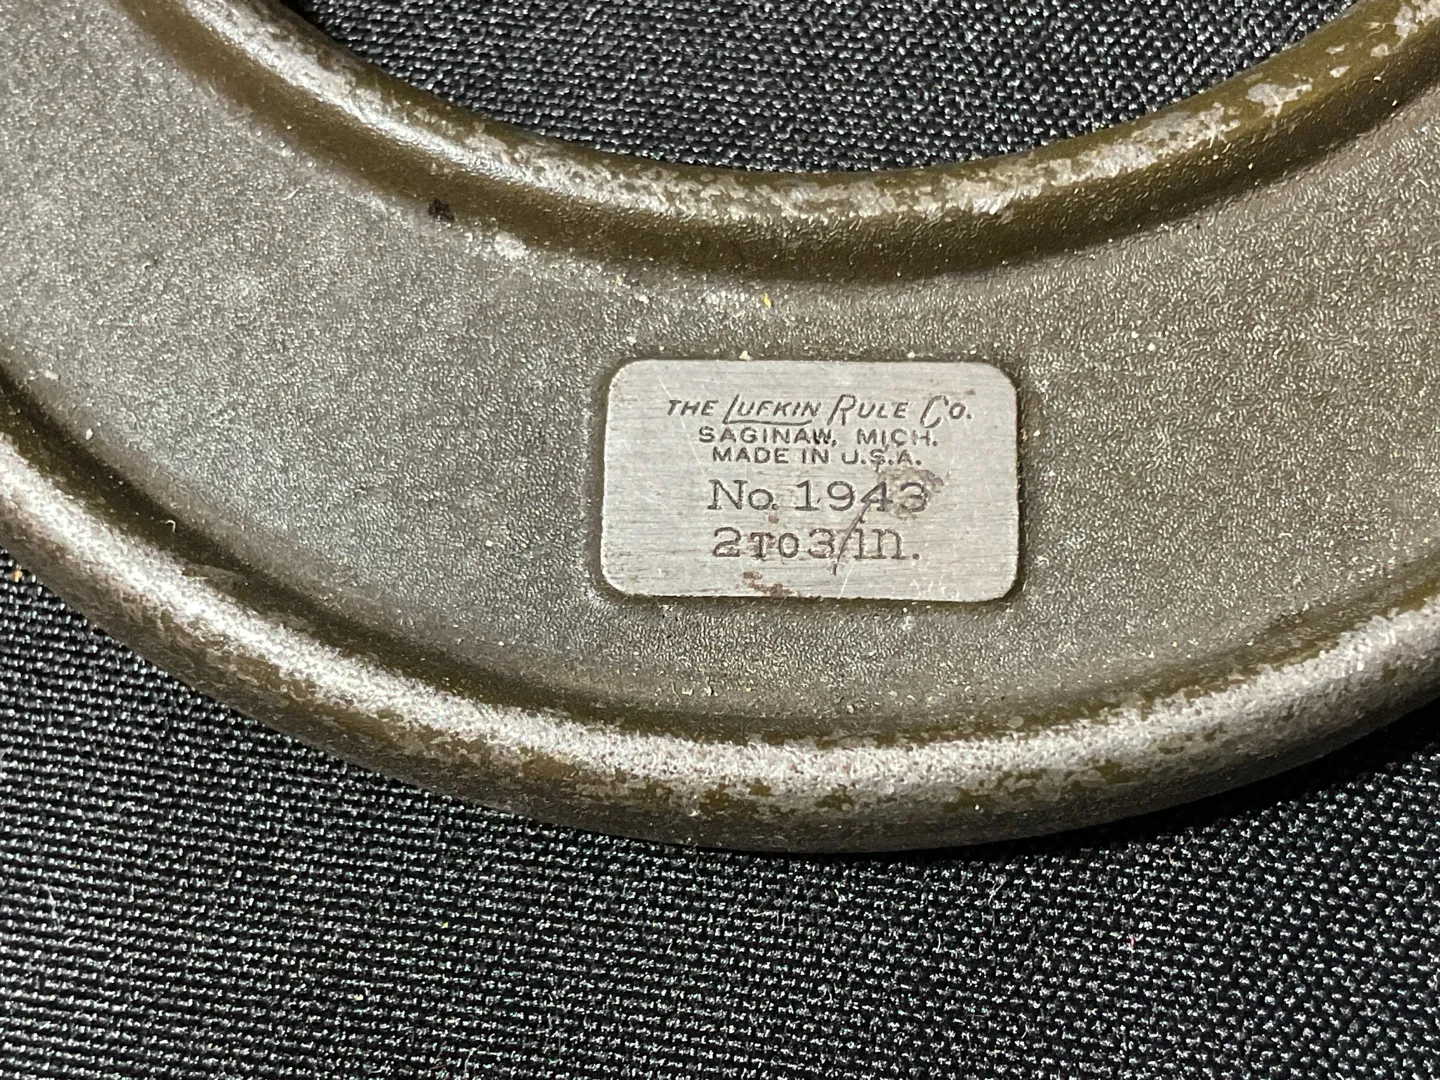 THE LUFKIN RULE CO.
SAGINAW, MICH.
MADE IN U.S.A.
No. 1943
2 TO 3 in.